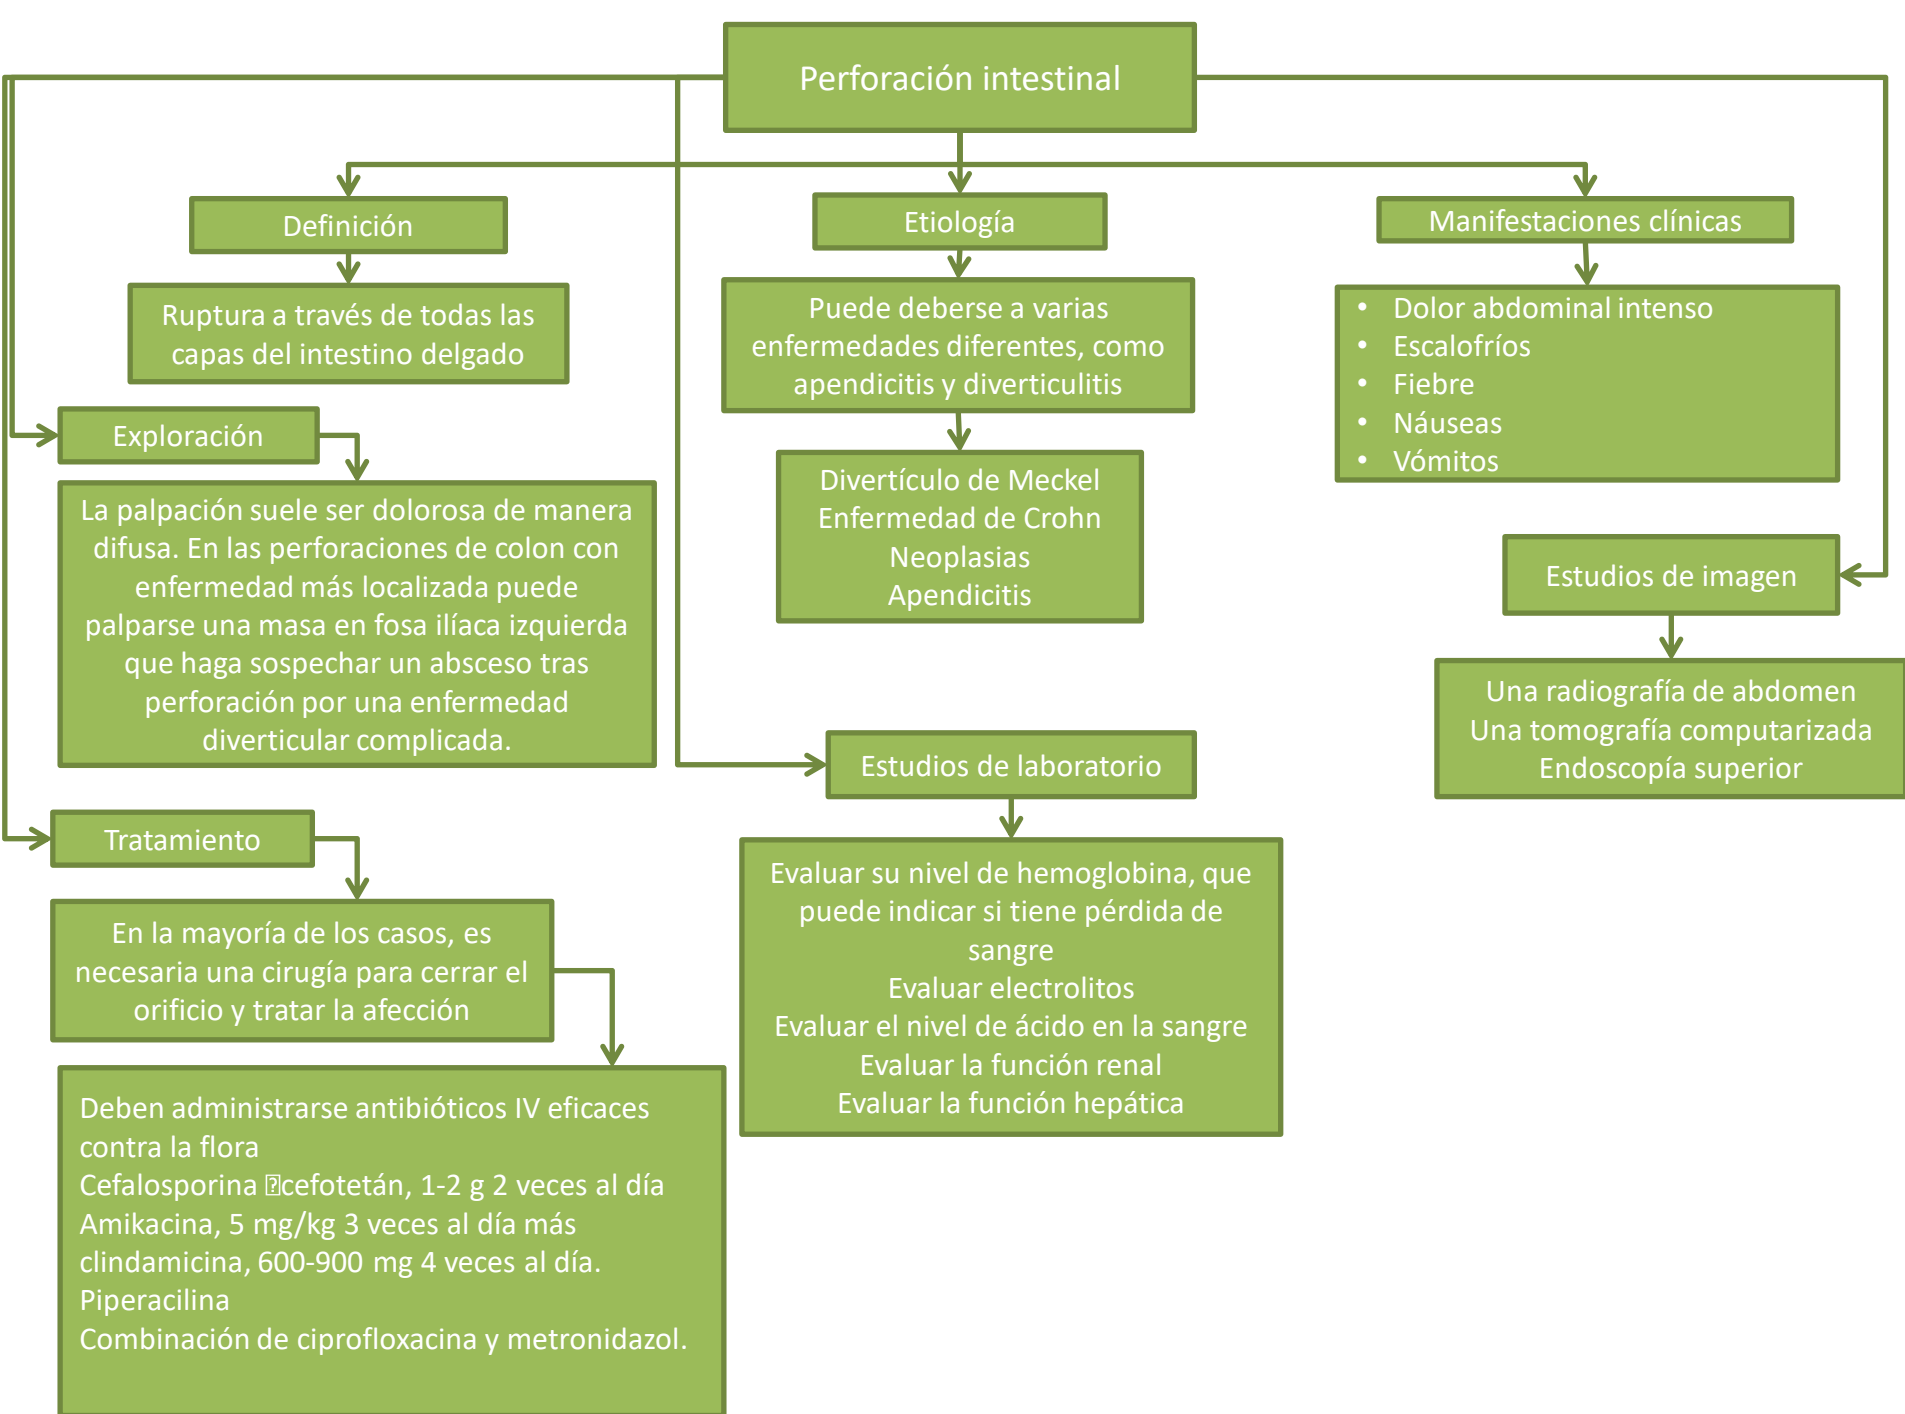 Perforación intestinal
Definición
Ruptura a través de todas las
capas del intestino delgado
Etiología
Puede deberse a varias
enfermedades diferentes, como
apendicitis y diverticulitis
Divertículo de Meckel
Enfermedad de Crohn
Neoplasias
Apendicitis
Manifestaciones clínicas
• Dolor abdominal intenso
• Escalofríos
• Fiebre
• Náuseas
• Vómitos
Exploración
La palpación suele ser dolorosa de manera
difusa. En las perforaciones de colon con
enfermedad más localizada puede
palparse una masa en fosa ilíaca izquierda
que haga sospechar un absceso tras
perforación por una enfermedad
diverticular complicada.
Estudios de imagen
Una radiografía de abdomen
Una tomografía computarizada
Endoscopía superior
Estudios de laboratorio
Evaluar su nivel de hemoglobina, que
puede indicar si tiene pérdida de
sangre
Evaluar electrolitos
Evaluar el nivel de ácido en la sangre
Evaluar la función renal
Evaluar la función hepática
Tratamiento
En la mayoría de los casos, es
necesaria una cirugía para cerrar el
orificio y tratar la afección
Deben administrarse antibióticos IV eficaces
contra la flora
Cefalosporina cefotetán, 1-2 g 2 veces al día
Amikacina, 5 mg/kg 3 veces al día más
clindamicina, 600-900 mg 4 veces al día.
Piperacilina
Combinación de ciprofloxacina y metronidazol.